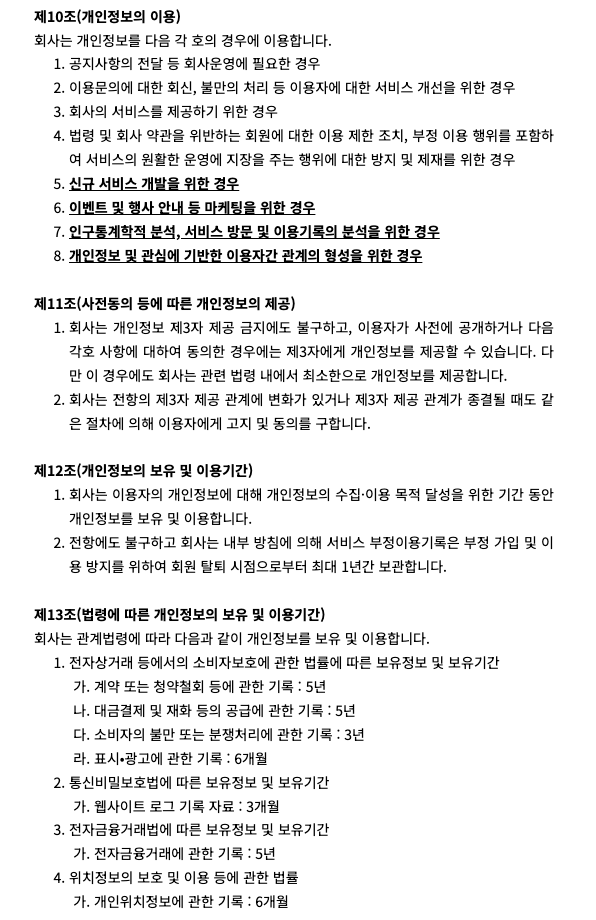 제10조(개인정보의 이용)
회사는 개인정보를 다음 각 호의 경우에 이용합니다.
1. 공지사항의 전달 등 회사운영에 필요한 경우
2. 이용문의에 대한 회신, 불만의 처리 등 이용자에 대한 서비스 개선을 위한 경우
3. 회사의 서비스를 제공하기 위한 경우
4. 법령 및 회사 약관을 위반하는 회원에 대한 이용 제한 조치, 부정 이용 행위를 포함하
여 서비스의 원활한 운영에 지장을 주는 행위에 대한 방지 및 제재를 위한 경우
5. 신규 서비스 개발을 위한 경우
6. 이벤트 및 행사 안내 등 마케팅을 위한 경우
7. 인구통계학적 분석, 서비스 방문 및 이용기록의 분석을 위한 경우
8. 개인정보 및 관심에 기반한 이용자간 관계의 형성을 위한 경우
제11조(사전동의 등에 따른 개인정보의 제공)
1. 회사는 개인정보 제3자 제공 금지에도 불구하고, 이용자가 사전에 공개하거나 다음
각호 사항에 대하여 동의한 경우에는 제3자에게 개인정보를 제공할 수 있습니다. 다
만 이 경우에도 회사는 관련 법령 내에서 최소한으로 개인정보를 제공합니다.
2. 회사는 전항의 제3자 제공 관계에 변화가 있거나 제3자 제공 관계가 종결될 때도 같
은 절차에 의해 이용자에게 고지 및 동의를 구합니다.
제12조(개인정보의 보유 및 이용기간)
1. 회사는 이용자의 개인정보에 대해 개인정보의 수집·이용 목적 달성을 위한 기간 동안
개인정보를 보유 및 이용합니다.
2. 전항에도 불구하고 회사는 내부 방침에 의해 서비스 부정이용기록은 부정 가입 및 이
용 방지를 위하여 회원 탈퇴 시점으로부터 최대 1년간 보관합니다.
제13조(법령에 따른 개인정보의 보유 및 이용기간)
회사는 관계법령에 따라 다음과 같이 개인정보를 보유 및 이용합니다.
1. 전자상거래 등에서의 소비자보호에 관한 법률에 따른 보유정보 및 보유기간
가. 계약 또는 청약철회 등에 관한 기록 : 5년
나. 대금결제 및 재화 등의 공급에 관한 기록 : 5년
다. 소비자의 불만 또는 분쟁처리에 관한 기록 : 3년
라. 표시•광고에 관한 기록 : 6개월
2. 통신비밀보호법에 따른 보유정보 및 보유기간
가. 웹사이트 로그 기록 자료 : 3개월
3. 전자금융거래법에 따른 보유정보 및 보유기간
가. 전자금융거래에 관한 기록 : 5년
4. 위치정보의 보호 및 이용 등에 관한 법률
가. 개인위치정보에 관한 기록 : 6개월